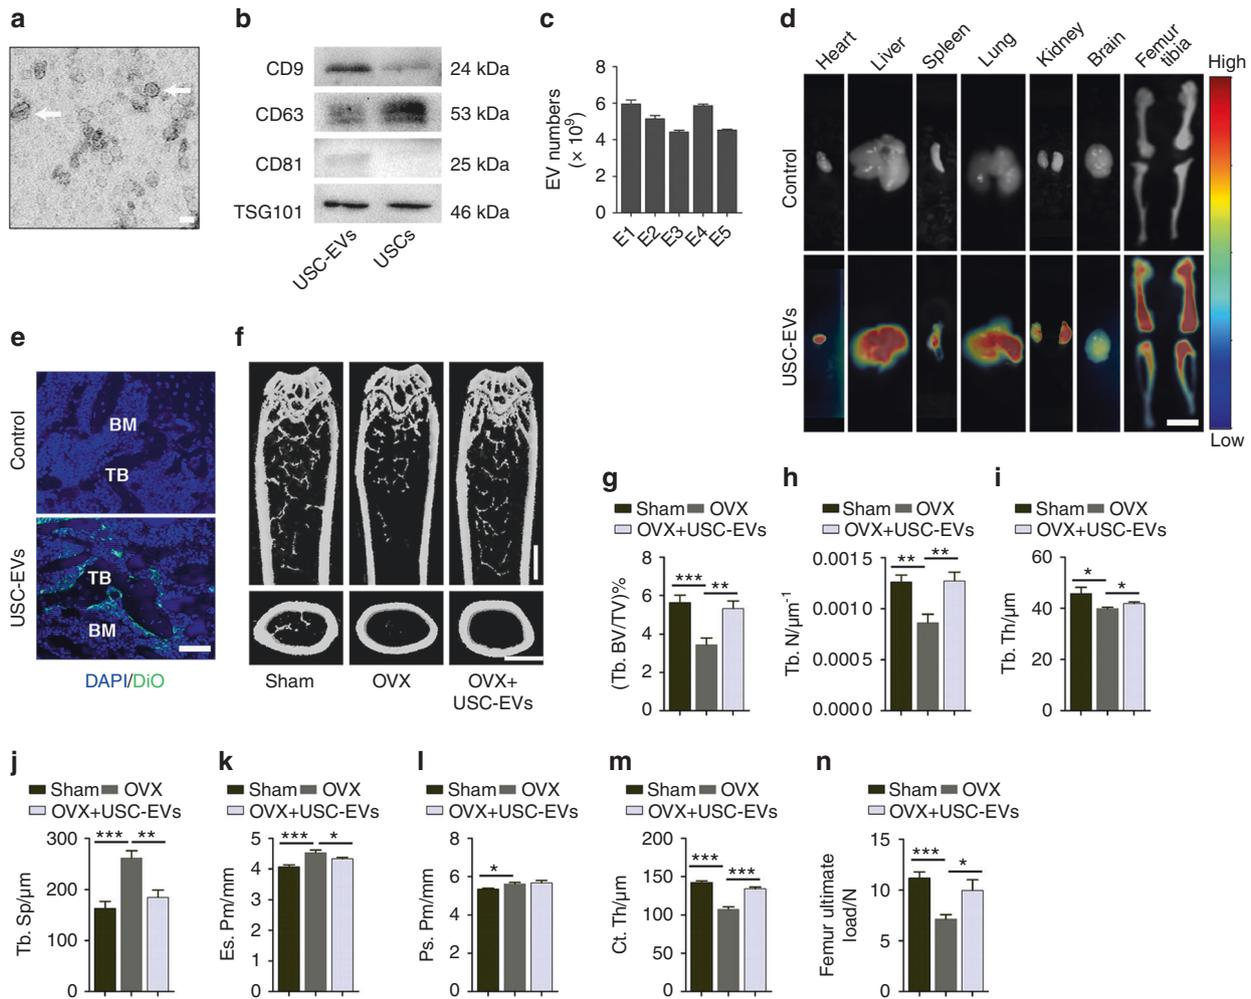 a
b
CD9
24 kDa
CD63
53 kDa
CD81
25 kDa
TSG101
46 kDa
USC-EVs
USCs
c
EV numbers
(× 10⁹)
8
6
4
2
0
E1
E2
E3
E4
E5
d
Heart
Liver
Spleen
Lung
Kidney
Brain
Femur
tibia
High
Control
USC-EVs
Low
e
Control
BM
TB
USC-EVs
TB
BM
DAPI/DiO
f
Sham
OVX
OVX+
USC-EVs
g
Sham OVX
OVX+USC-EVs
(Tb. BV/TV)%
8
6
4
2
0
***
**
h
Sham OVX
OVX+USC-EVs
Tb. N/μm⁻¹
0.0015
0.0010
0.0005
0.0000
**
**
i
Sham OVX
OVX+USC-EVs
Tb. Th/μm
60
40
20
0
*
*
j
Sham OVX
OVX+USC-EVs
Tb. Sp/μm
300
200
100
0
***
**
k
Sham OVX
OVX+USC-EVs
Es. Pm/mm
5
4
3
2
1
0
***
*
l
Sham OVX
OVX+USC-EVs
Ps. Pm/mm
8
6
4
2
0
*
m
Sham OVX
OVX+USC-EVs
Ct. Th/μm
200
150
100
50
0
***
***
n
Sham OVX
OVX+USC-EVs
Femur ultimate
load/N
15
10
5
0
***
*